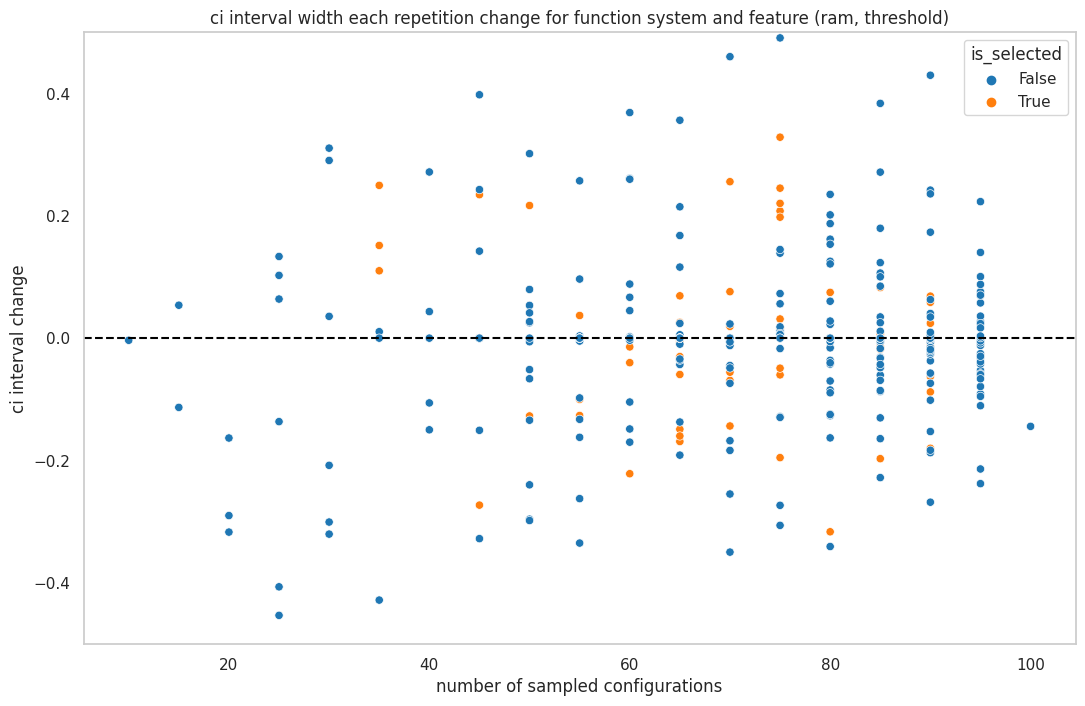 ci interval width each repetition change for function system and feature (ram, threshold)
is_selected
False
True
ci interval change
0.4
0.2
0.0
−0.2
−0.4
20
40
60
80
100
number of sampled configurations